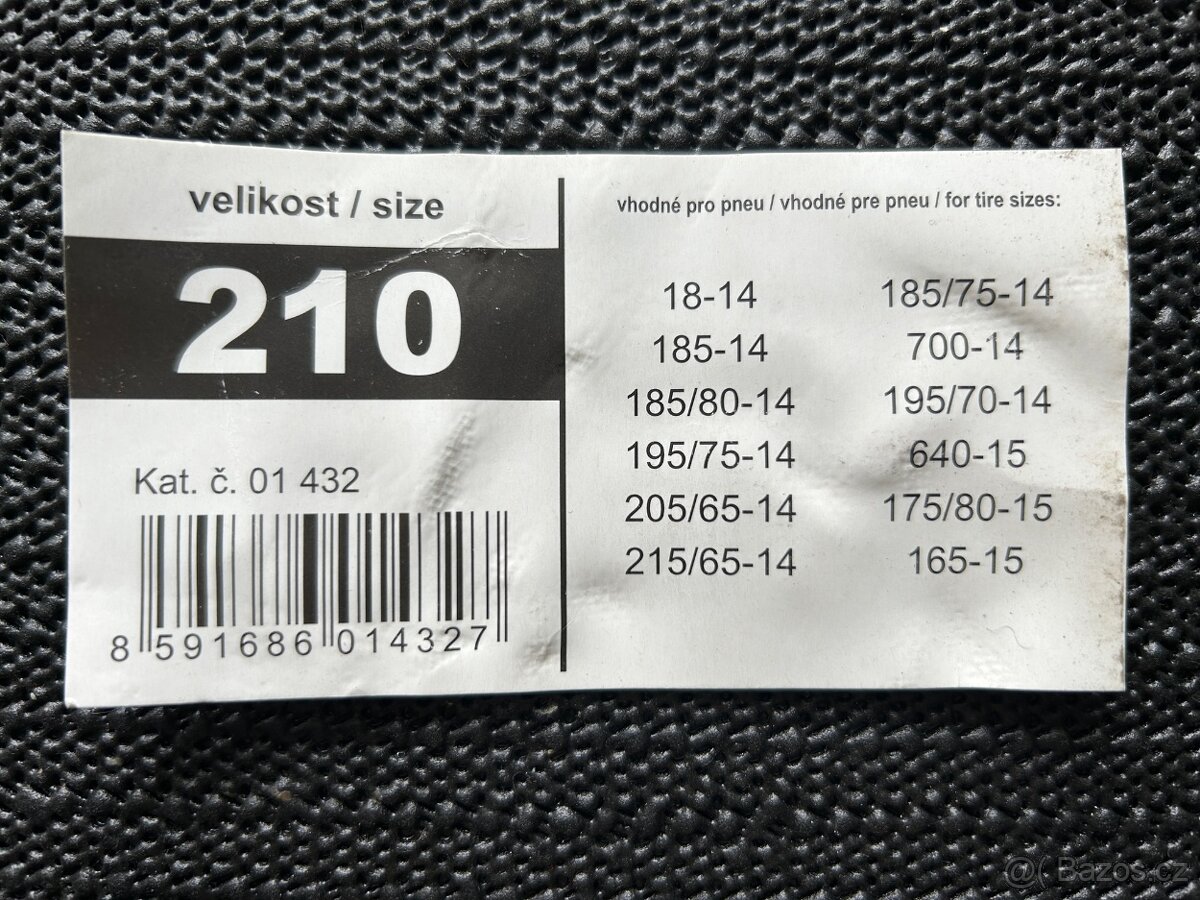 velikost / size
210
Kat. č. 01 432
8 591686 014327
vhodné pro pneu / vhodné pre pneu / for tire sizes:
18-14 185/75-14
185-14 700-14
185/80-14 195/70-14
195/75-14 640-15
205/65-14 175/80-15
215/65-14 165-15
@( Bazos.cz